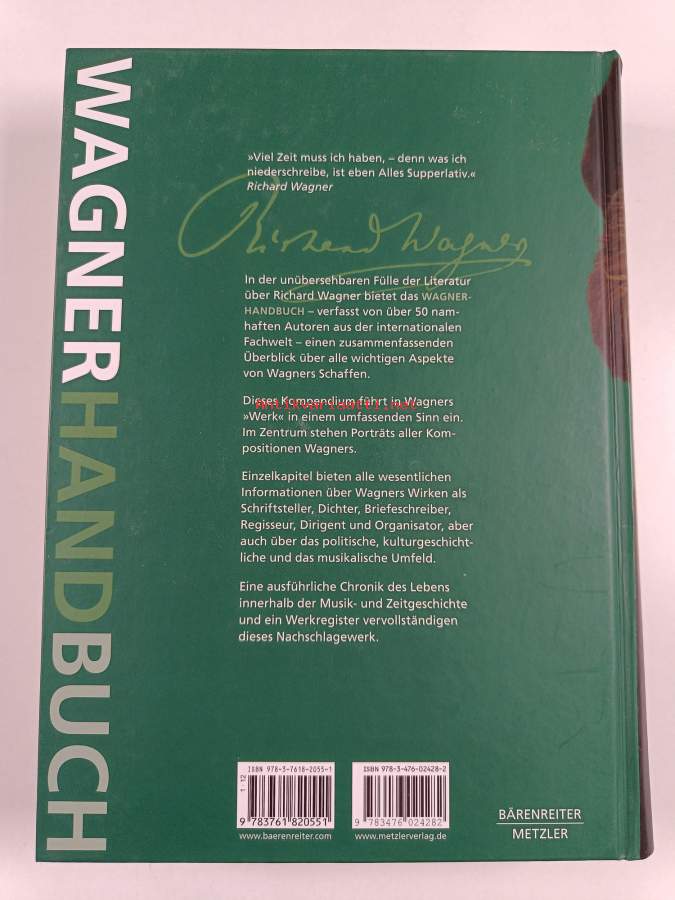 WAGNERHANDBUCH
»Viel Zeit muss ich haben, – denn was ich
niederschreibe, ist eben Alles Supperlativ.«
Richard Wagner
Richard Wagner
In der unübersehbaren Fülle der Literatur
über Richard Wagner bietet das WAGNER-
HANDBUCH – verfasst von über 50 nam-
haften Autoren aus der internationalen
Fachwelt – einen zusammenfassenden
Überblick über alle wichtigen Aspekte
von Wagners Schaffen.
Dieses Kompendium führt in Wagners
Antikvariaatti.net
»Werk« in einem umfassenden Sinn ein.
Im Zentrum stehen Porträts aller Kom-
positionen Wagners.
Einzelkapitel bieten alle wesentlichen
Informationen über Wagners Wirken als
Schriftsteller, Dichter, Briefeschreiber,
Regisseur, Dirigent und Organisator, aber
auch über das politische, kulturgeschicht-
liche und das musikalische Umfeld.
Eine ausführliche Chronik des Lebens
innerhalb der Musik- und Zeitgeschichte
und ein Werkregister vervollständigen
dieses Nachschlagewerk.
ISBN 978-3-7618-2055-1
1·12
9 783761 820551
www.baerenreiter.com
ISBN 978-3-476-02428-2
9 783476 024282
www.metzlerverlag.de
BÄRENREITER
METZLER